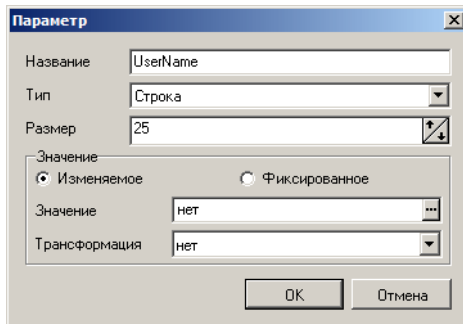 Параметр
Название UserName
Тип Строка
Размер 25
Значение
Изменяемое Фиксированное
Значение нет ...
Трансформация нет
OK Отмена